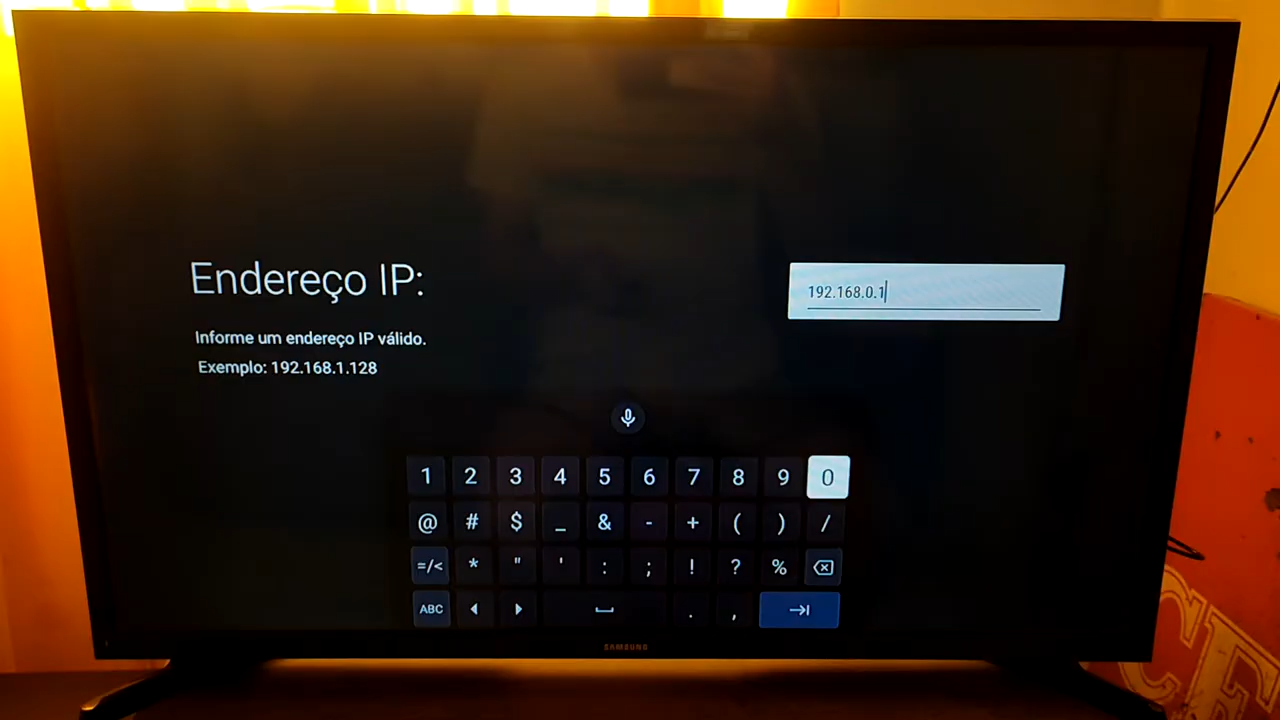 Endereço IP:
192.168.0.1
Informe um endereço IP válido.
Exemplo: 192.168.1.128
1 2 3 4 5 6 7 8 9 0
@ # $ _ & - + ( ) /
=/< * " ' : ; ! ? %
ABC . ,
SAMSUNG
CE